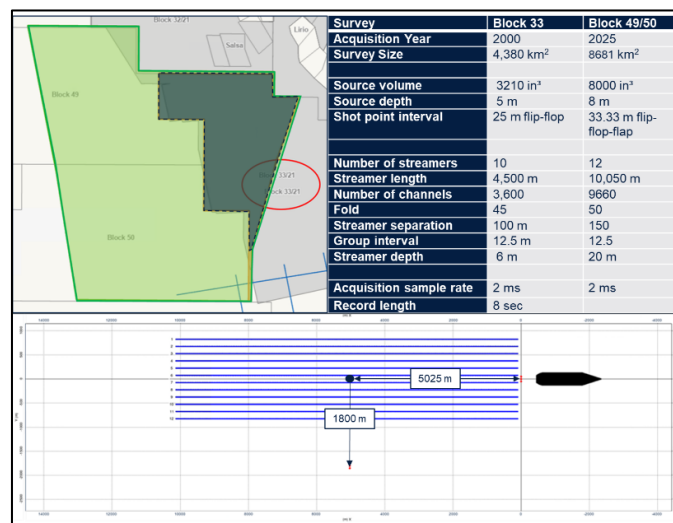 Block 32/21
Salsa
Lirio
Block 49
Block 33/21
Block 33/21
Block 50
Survey Block 33 Block 49/50
Acquisition Year 2000 2025
Survey Size 4,380 km² 8681 km²
Source volume 3210 in³ 8000 in³
Source depth 5 m 8 m
Shot point interval 25 m flip-flop 33.33 m flip-
flop-flap
Number of streamers 10 12
Streamer length 4,500 m 10,050 m
Number of channels 3,600 9660
Fold 45 50
Streamer separation 100 m 150
Group interval 12.5 m 12.5
Streamer depth 6 m 20 m
Acquisition sample rate 2 ms 2 ms
Record length 8 sec
5025 m
1800 m